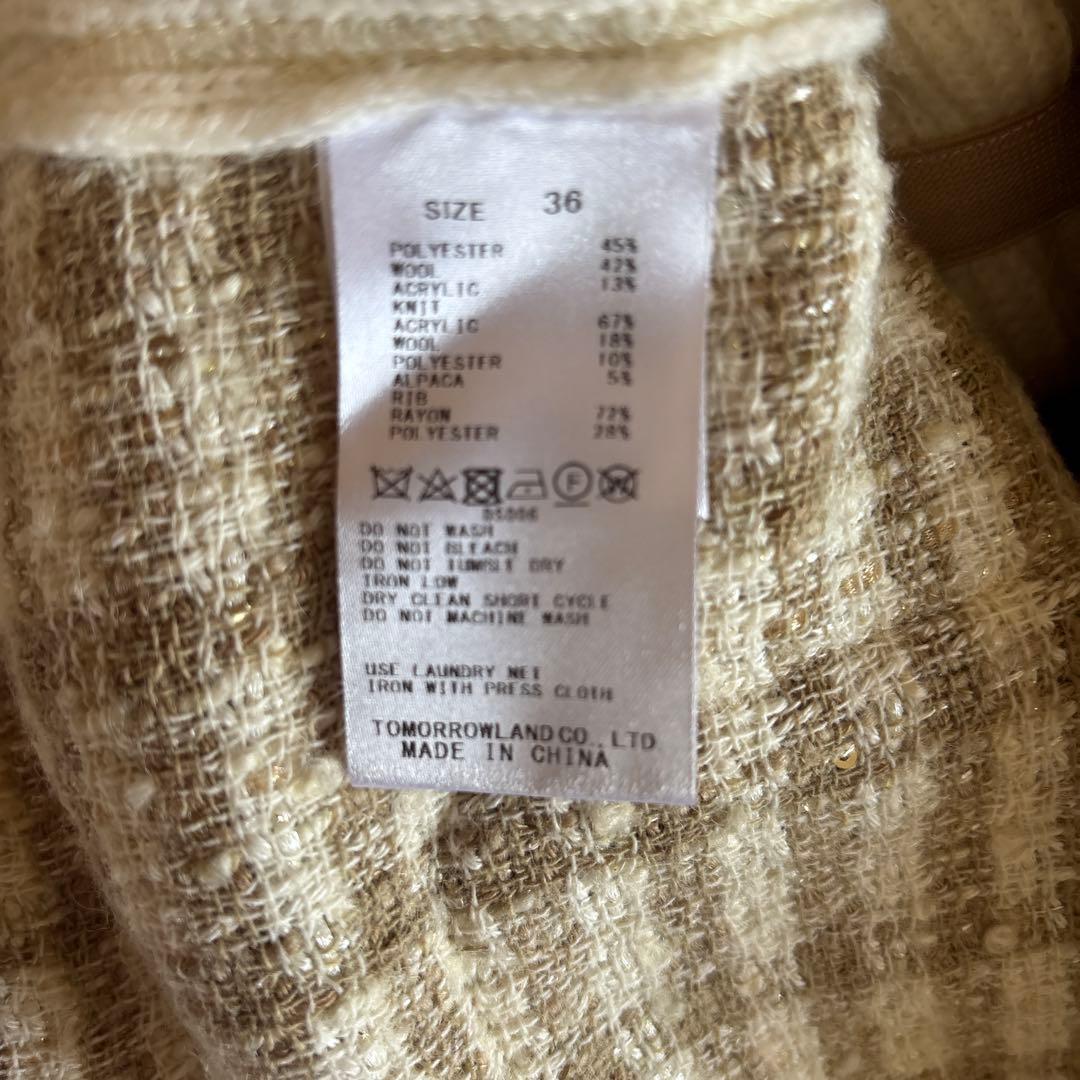 SIZE 36
POLYESTER 45%
WOOL 42%
ACRYLIC 13%
KNIT
ACRYLIC 67%
WOOL 18%
POLYESTER 10%
ALPACA 5%
RIB
RAYON 72%
POLYESTER 28%
F
DO NOT WASH
DO NOT BLEACH
DO NOT TUMBLE DRY
IRON LOW
DRY CLEAN SHORT CYCLE
DO NOT MACHINE WASH
USE LAUNDRY NET
IRON WITH PRESS CLOTH
TOMORROWLAND CO., LTD
MADE IN CHINA